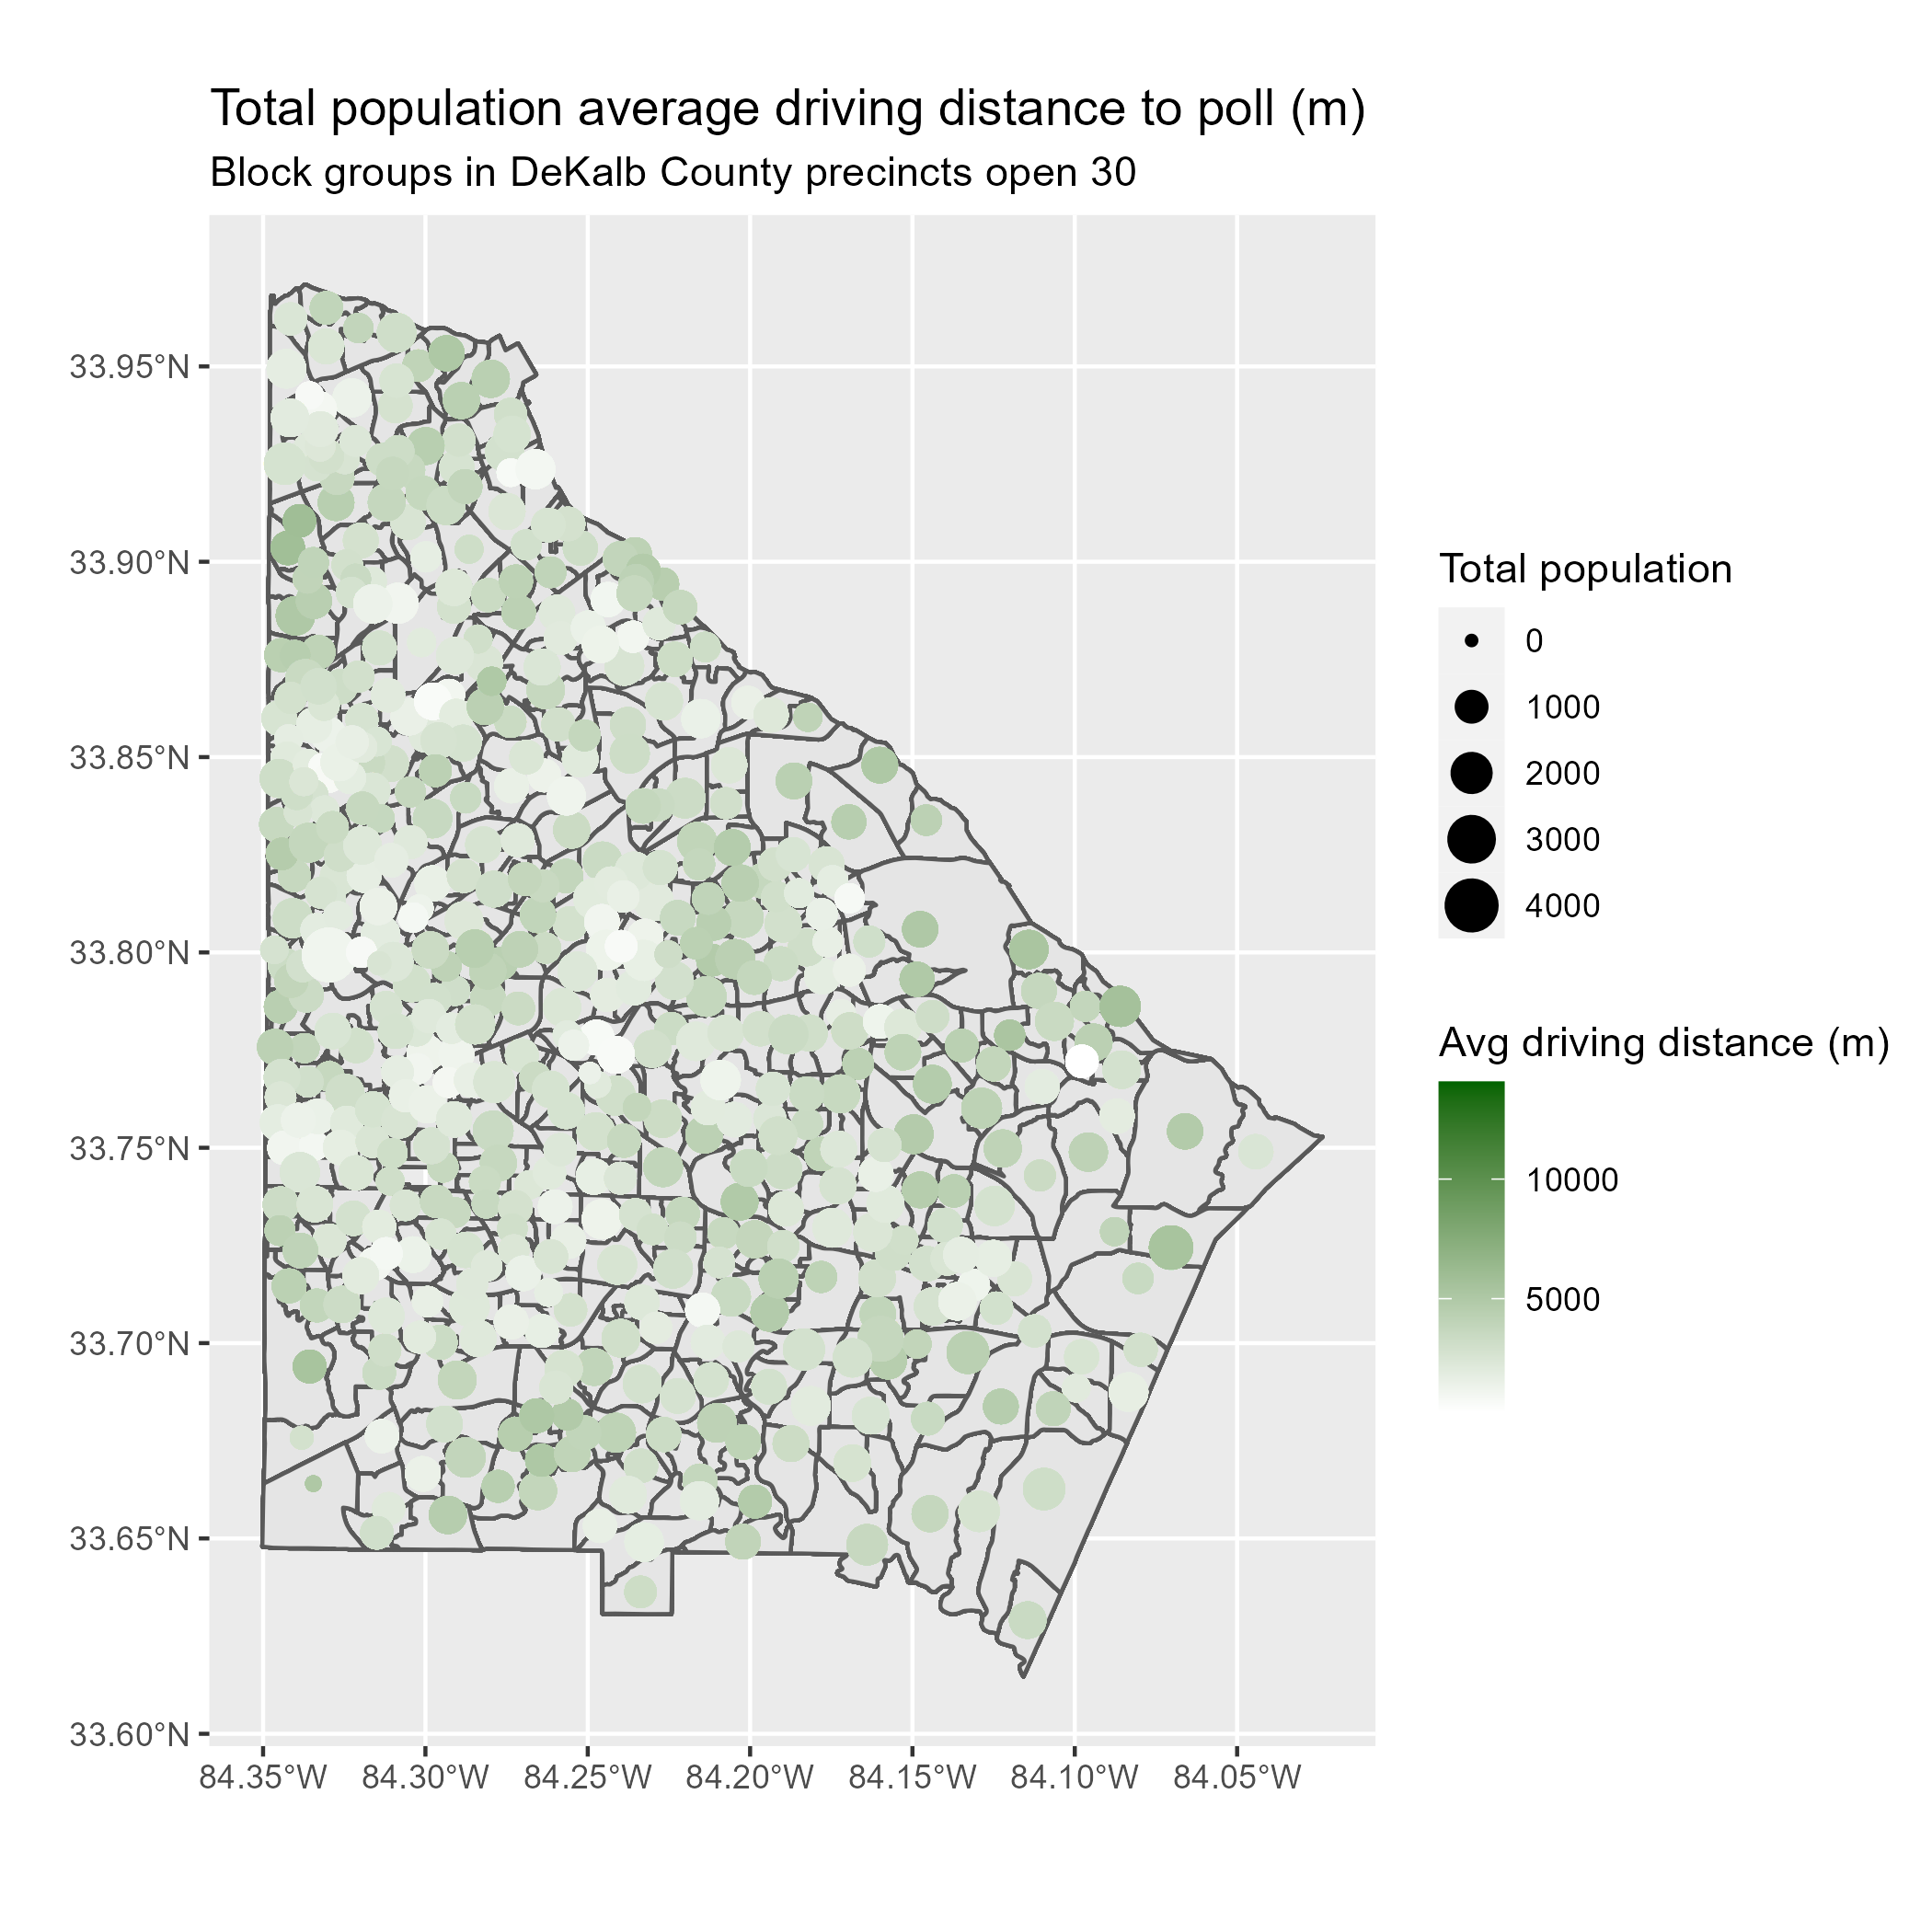 Total population average driving distance to poll (m)
Block groups in DeKalb County precincts open 30
33.95°N
33.90°N
33.85°N
33.80°N
33.75°N
33.70°N
33.65°N
33.60°N
84.35°W
84.30°W
84.25°W
84.20°W
84.15°W
84.10°W
84.05°W
Total population
0
1000
2000
3000
4000
Avg driving distance (m)
10000
5000